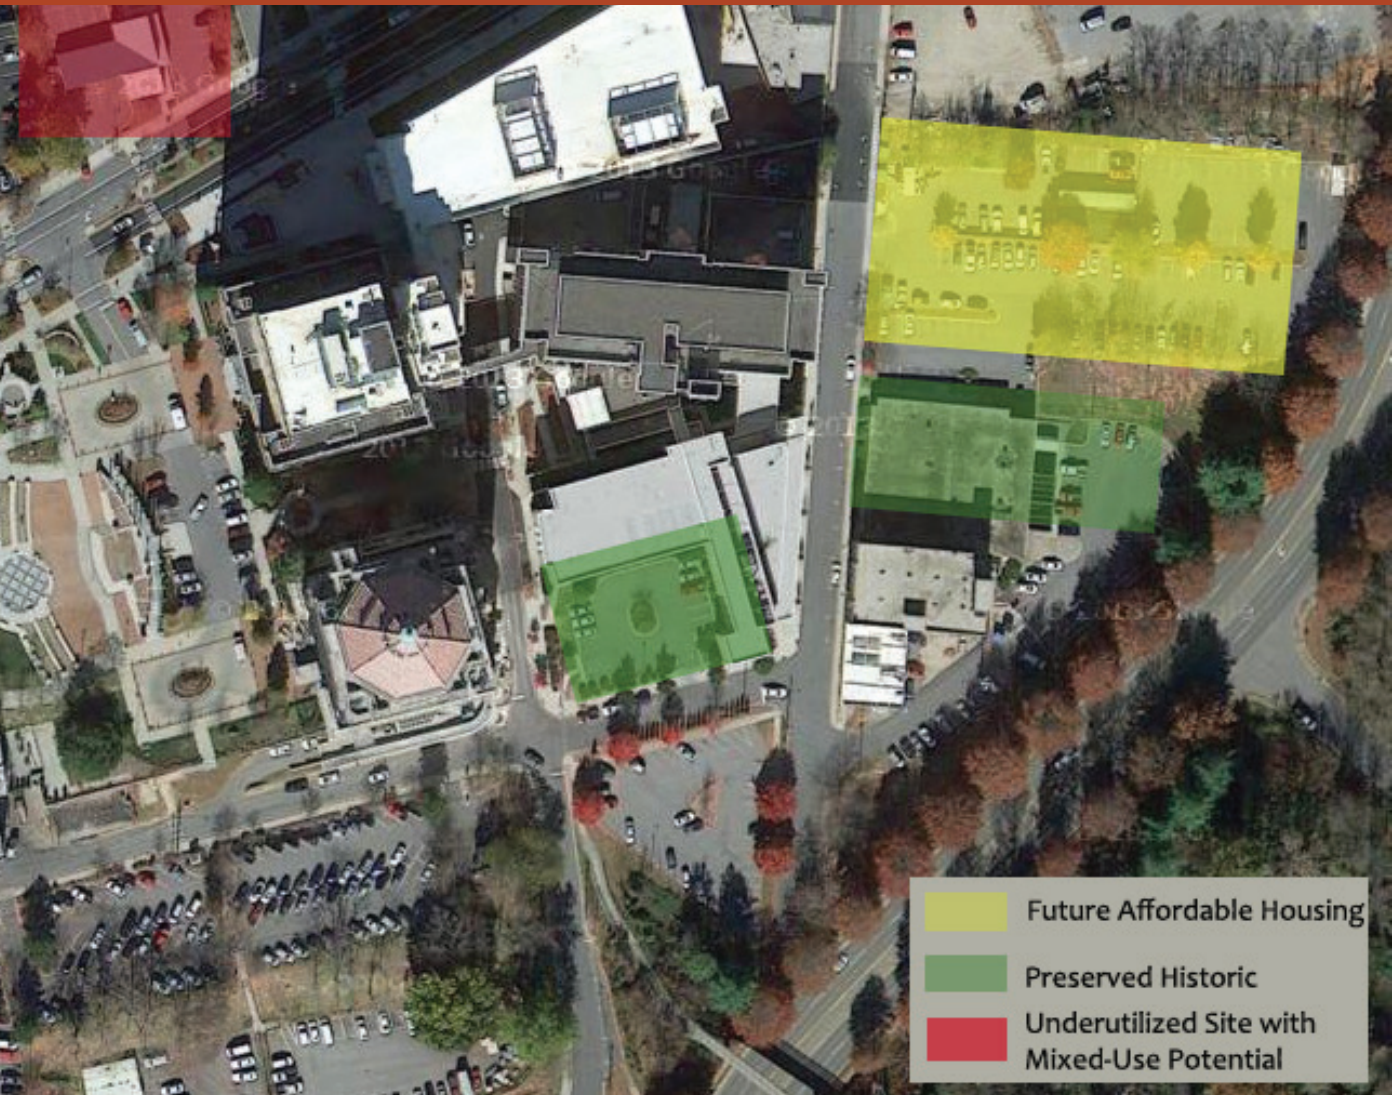 Future Affordable Housing
Preserved Historic
Underutilized Site with
Mixed-Use Potential